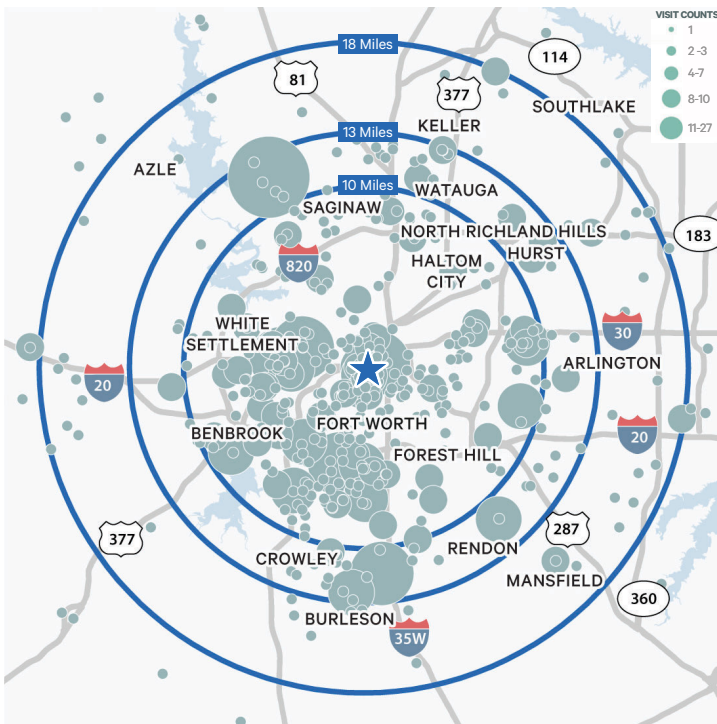 VISIT COUNTS
1
2 -3
4-7
8-10
11-27
18 Miles
114
81
377
SOUTHLAKE
KELLER
13 Miles
AZLE
10 Miles
WATAUGA
SAGINAW
NORTH RICHLAND HILLS
183
HURST
HALTOM
CITY
820
WHITE
SETTLEMENT
30
ARLINGTON
20
FORT WORTH
BENBROOK
20
FOREST HILL
377
287
RENDON
CROWLEY
MANSFIELD
360
BURLESON
35W